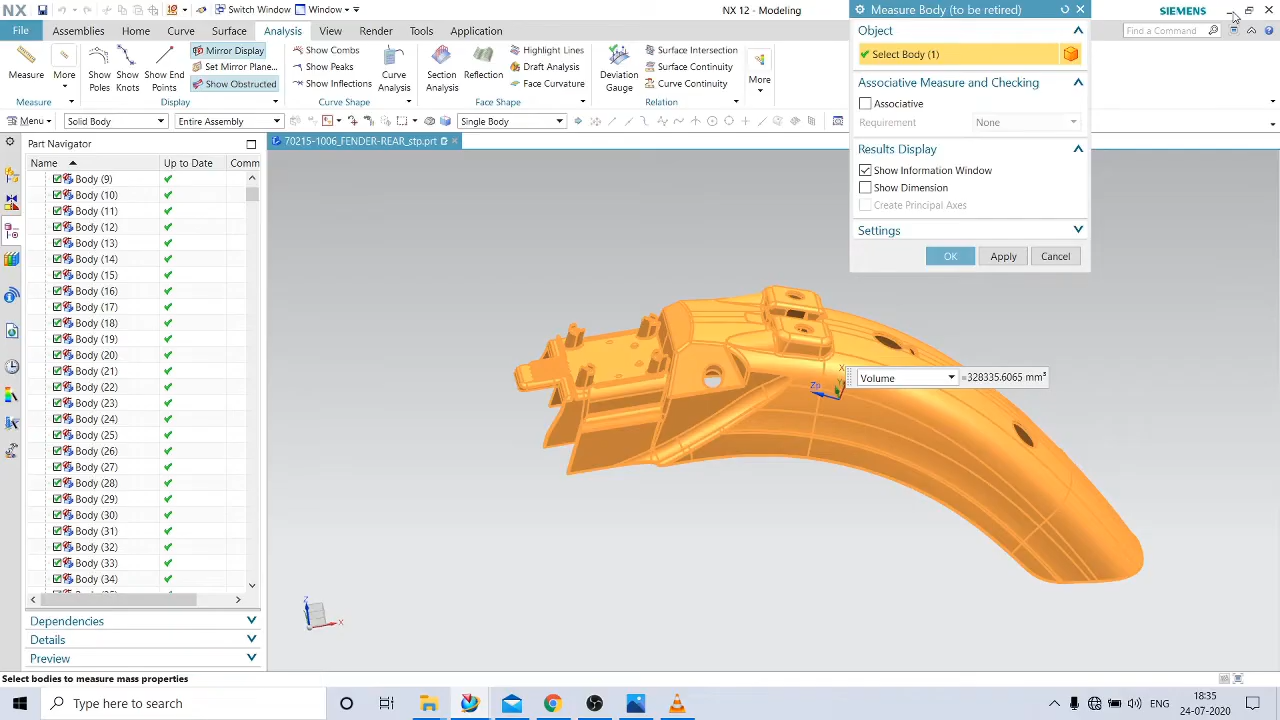 NX Switch Window Window NX 12 - Modeling SIEMENS
Measure Body (to be retired)
File Assemblies Surface Analysis View Render Tools Application
Find a Command
Measure
More
Show Poles
Show Knots
Show End Points
Mirror Display
Set Mirror Plane...
Show Obstructed
Show Combs
Show Peaks
Show Inflections
Curve Analysis
Section Analysis
Reflection
Highlight Lines
Draft Analysis
Face Curvature
Deviation Gauge
Surface Intersection
Surface Continuity
Curve Continuity
More
Measure Display Curve Shape Face Shape Relation
Menu Solid Body Entire Assembly Single Body
Object
Select Body (1)
Associative Measure and Checking
Associative
Requirement None
Results Display
Show Information Window
Show Dimension
Create Principal Axes
Settings
OK Apply Cancel
Part Navigator
70215-1006_FENDER-REAR_stp.prt
Name Up to Date Comm
Body (9)
Body (10)
Body (11)
Body (12)
Body (13)
Body (14)
Body (15)
Body (16)
Body (17)
Body (18)
Body (19)
Body (20)
Body (21)
Body (22)
Body (23)
Body (24)
Body (25)
Body (26)
Body (27)
Body (28)
Body (29)
Body (30)
Body (31)
Body (32)
Body (33)
Body (34)
Volume =328335.6065 mm³
X
Zp
Z
X
Dependencies
Details
Preview
Select bodies to measure mass properties
Type here to search
ENG
18:35
24-07-2020